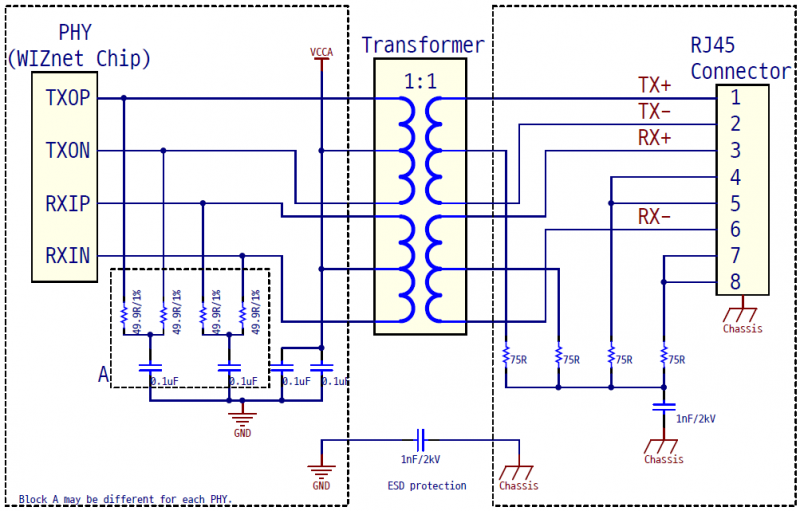 PHY
(WIZnet Chip)
VCCA
Transformer
RJ45
Connector
1:1
TXOP
TXON
RXIP
RXIN
TX+
TX-
RX+
RX-
1
2
3
4
5
6
7
8
Chassis
49.9R/1%
49.9R/1%
49.9R/1%
49.9R/1%
75R
75R
75R
75R
A
0.1uF
0.1uF
0.1uF
0.1uF
GND
1nF/2kV
Chassis
1nF/2kV
GND
ESD protection
Chassis
Block A may be different for each PHY.